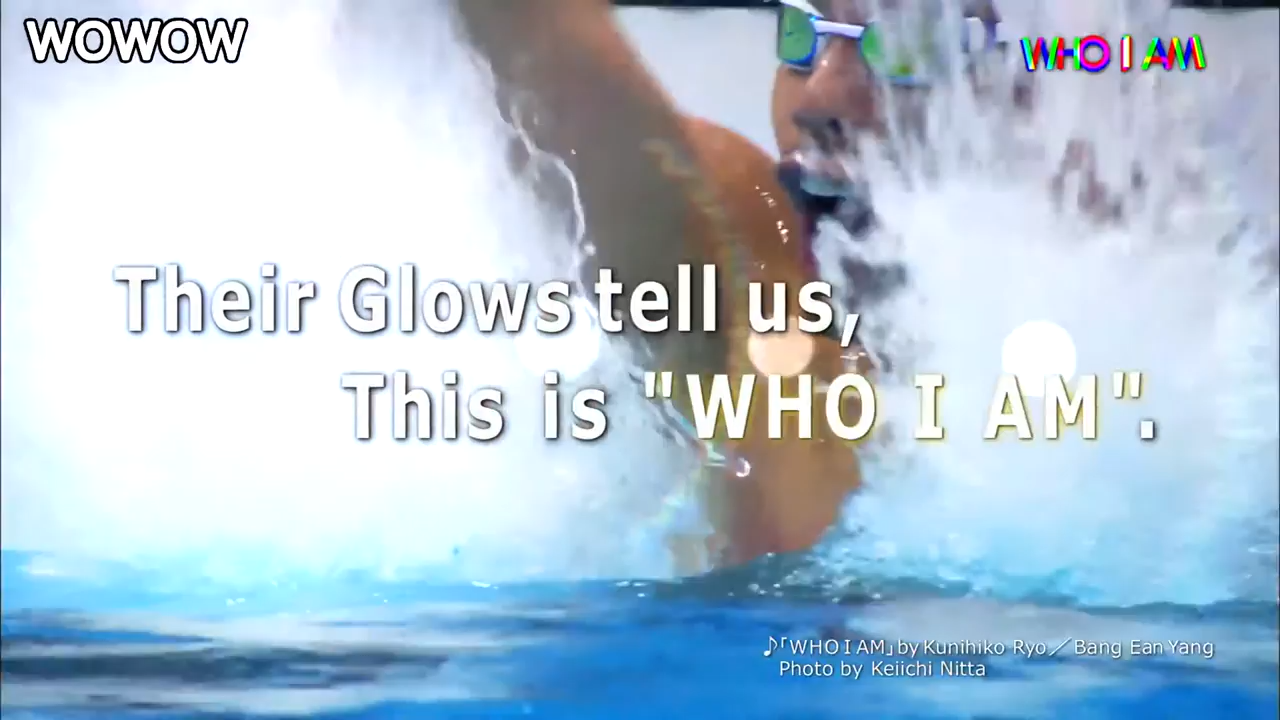 WOWOW
WHO I AM
Their Glows tell us,
This is "WHO I AM".
♪「WHO I AM」 by Kunihiko Ryo／Bang Ean Yang
Photo by Keiichi Nitta